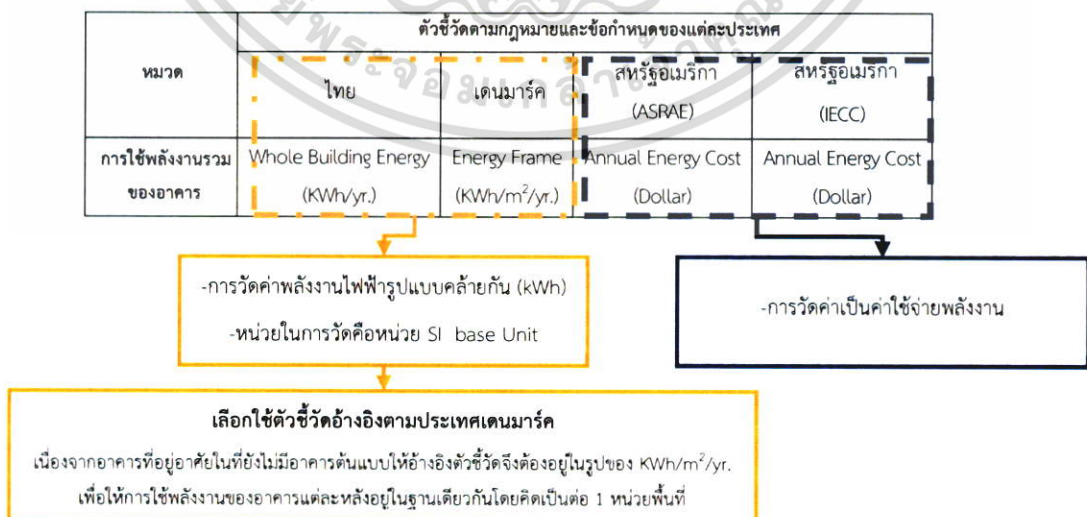 ตัวชี้วัดตามกฎหมายและข้อกำหนดของแต่ละประเทศ
หมวด
ไทย
เดนมาร์ค
สหรัฐอเมริกา
(ASRAE)
สหรัฐอเมริกา
(IECC)
การใช้พลังงานรวม
ของอาคาร
Whole Building Energy
(KWh/yr.)
Energy Frame
(KWh/m²/yr.)
Annual Energy Cost
(Dollar)
Annual Energy Cost
(Dollar)
-การวัดค่าพลังงานไฟฟ้ารูปแบบคล้ายกัน (kWh)
-หน่วยในการวัดคือหน่วย SI base Unit
-การวัดค่าเป็นค่าใช้จ่ายพลังงาน
เลือกใช้ตัวชี้วัดอ้างอิงตามประเทศเดนมาร์ค
เนื่องจากอาคารที่อยู่อาศัยในที่ยังไม่มีอาคารต้นแบบให้อ้างอิงตัวชี้วัดจึงต้องอยู่ในรูปของ KWh/m²/yr.
เพื่อให้การใช้พลังงานของอาคารแต่ละหลังอยู่ในฐานเดียวกันโดยคิดเป็นต่อ 1 หน่วยพื้นที่